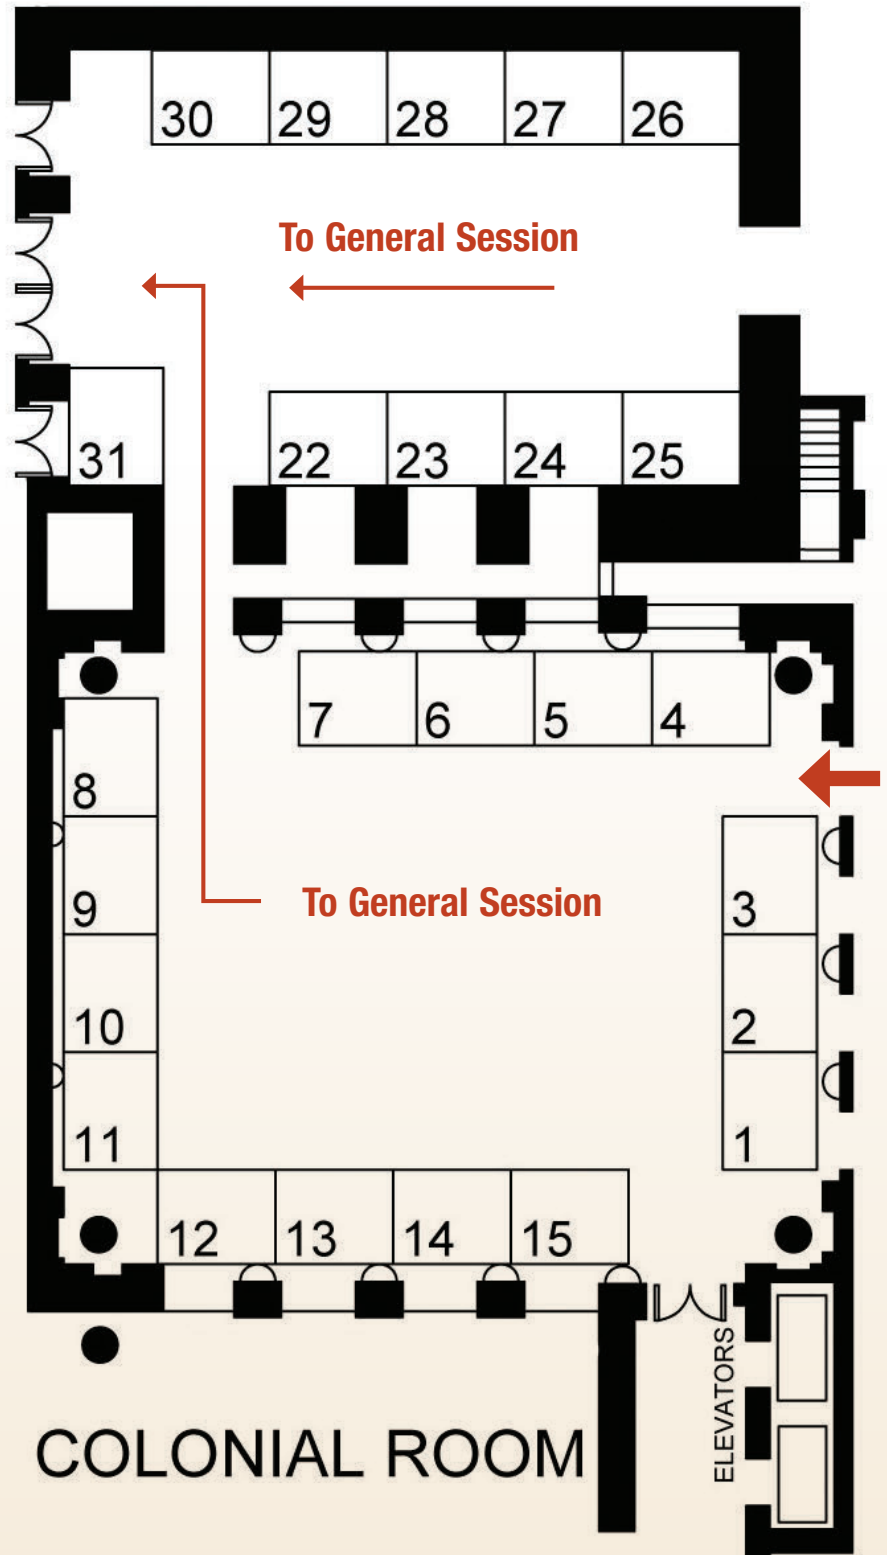 30 29 28 27 26
To General Session
31 22 23 24 25
7 6 5 4
8
3
9
To General Session
10 2
11 1
12 13 14 15
ELEVATORS
COLONIAL ROOM